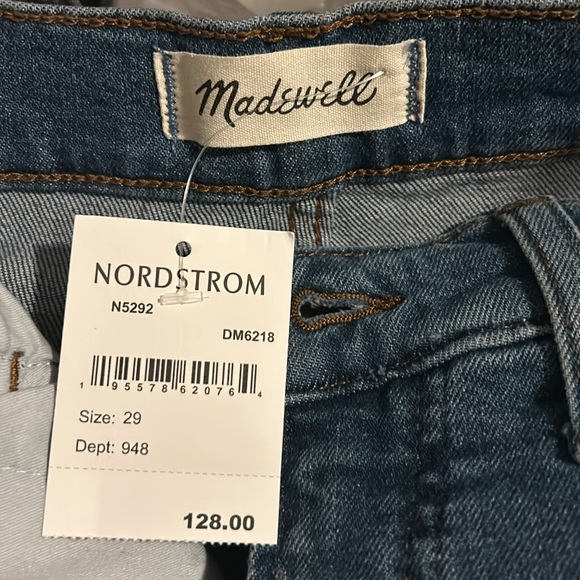 Madewell
NORDSTROM
N5292
DM6218
1 95578 62076 4
Size: 29
Dept: 948
128.00